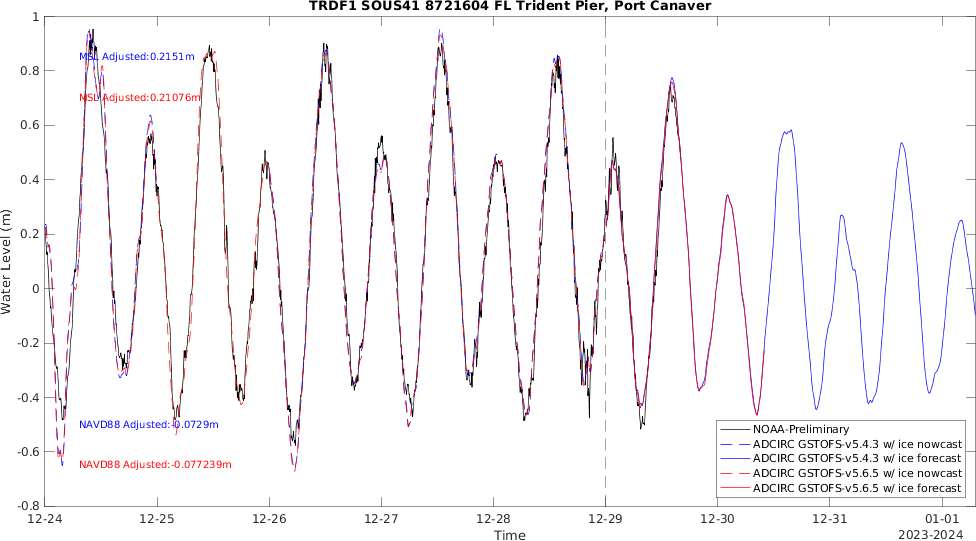 TRDF1 SOUS41 8721604 FL Trident Pier, Port Canaver
1
0.8
0.6
0.4
0.2
0
-0.2
-0.4
-0.6
-0.8
Water Level (m)
MSL Adjusted:0.2151m
MSL Adjusted:0.21076m
NAVD88 Adjusted:-0.0729m
NAVD88 Adjusted:-0.077239m
NOAA-Preliminary
ADCIRC GSTOFS-v5.4.3 w/ ice nowcast
ADCIRC GSTOFS-v5.4.3 w/ ice forecast
ADCIRC GSTOFS-v5.6.5 w/ ice nowcast
ADCIRC GSTOFS-v5.6.5 w/ ice forecast
12-24 12-25 12-26 12-27 12-28 12-29 12-30 12-31 01-01
Time
2023-2024